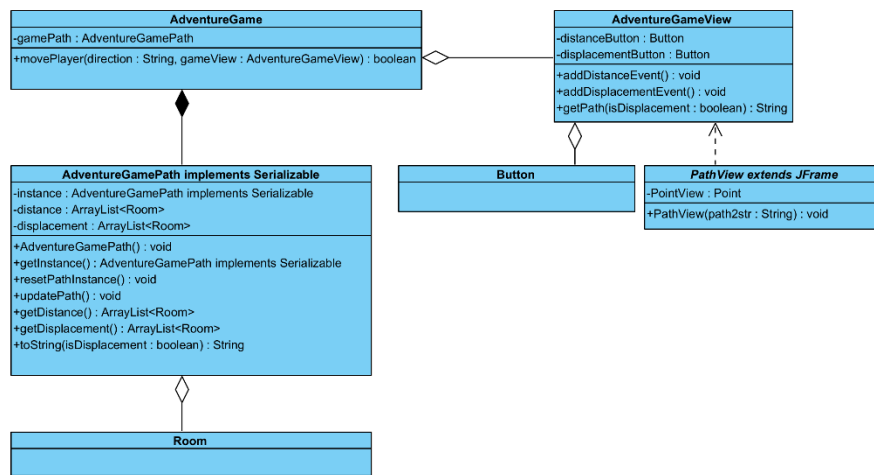 AdventureGame
-gamePath : AdventureGamePath
+movePlayer(direction : String, gameView : AdventureGameView) : boolean
AdventureGameView
-distanceButton : Button
-displacementButton : Button
+addDistanceEvent() : void
+addDisplacementEvent() : void
+getPath(isDisplacement : boolean) : String
AdventureGamePath implements Serializable
-instance : AdventureGamePath implements Serializable
-distance : ArrayList<Room>
-displacement : ArrayList<Room>
+AdventureGamePath() : void
+getInstance() : AdventureGamePath implements Serializable
+resetPathInstance() : void
+updatePath() : void
+getDistance() : ArrayList<Room>
+getDisplacement() : ArrayList<Room>
+toString(isDisplacement : boolean) : String
Button
PathView extends JFrame
-PointView : Point
+PathView(path2str : String) : void
Room